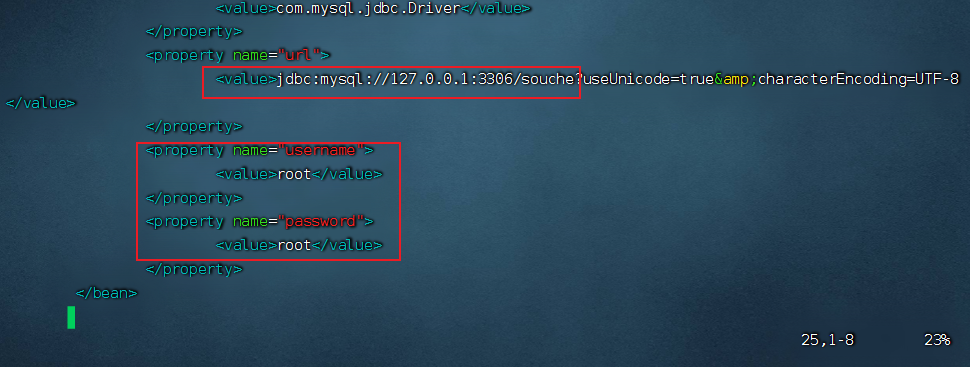 <value>com.mysql.jdbc.Driver</value>
</property>
<property name="url">
<value>jdbc:mysql://127.0.0.1:3306/souche?useUnicode=true&amp;characterEncoding=UTF-8
</value>
</property>
<property name="username">
<value>root</value>
</property>
<property name="password">
<value>root</value>
</property>
</bean>
25,1-8 23%